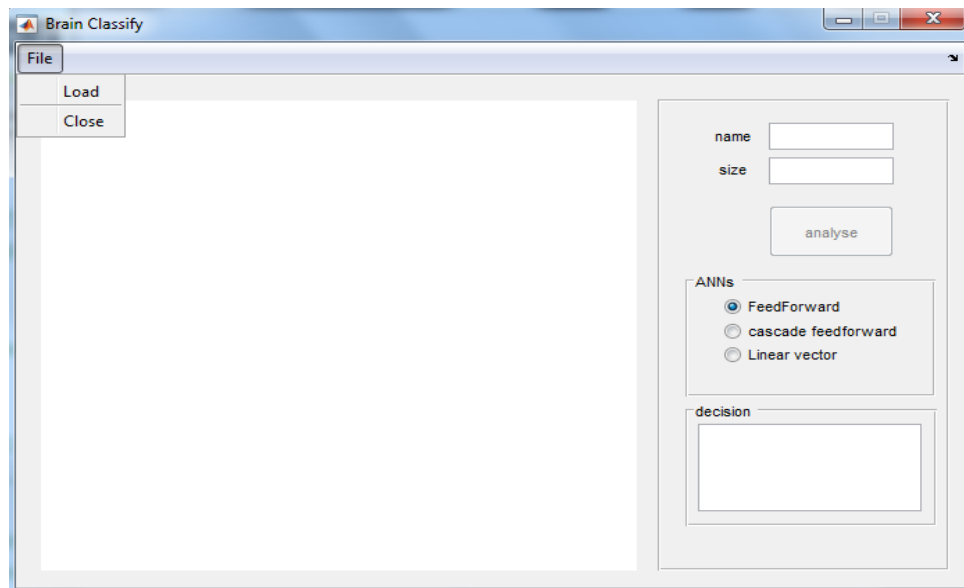 Brain Classify
File
Load
Close
name
size
analyse
ANNs
FeedForward
cascade feedforward
Linear vector
decision